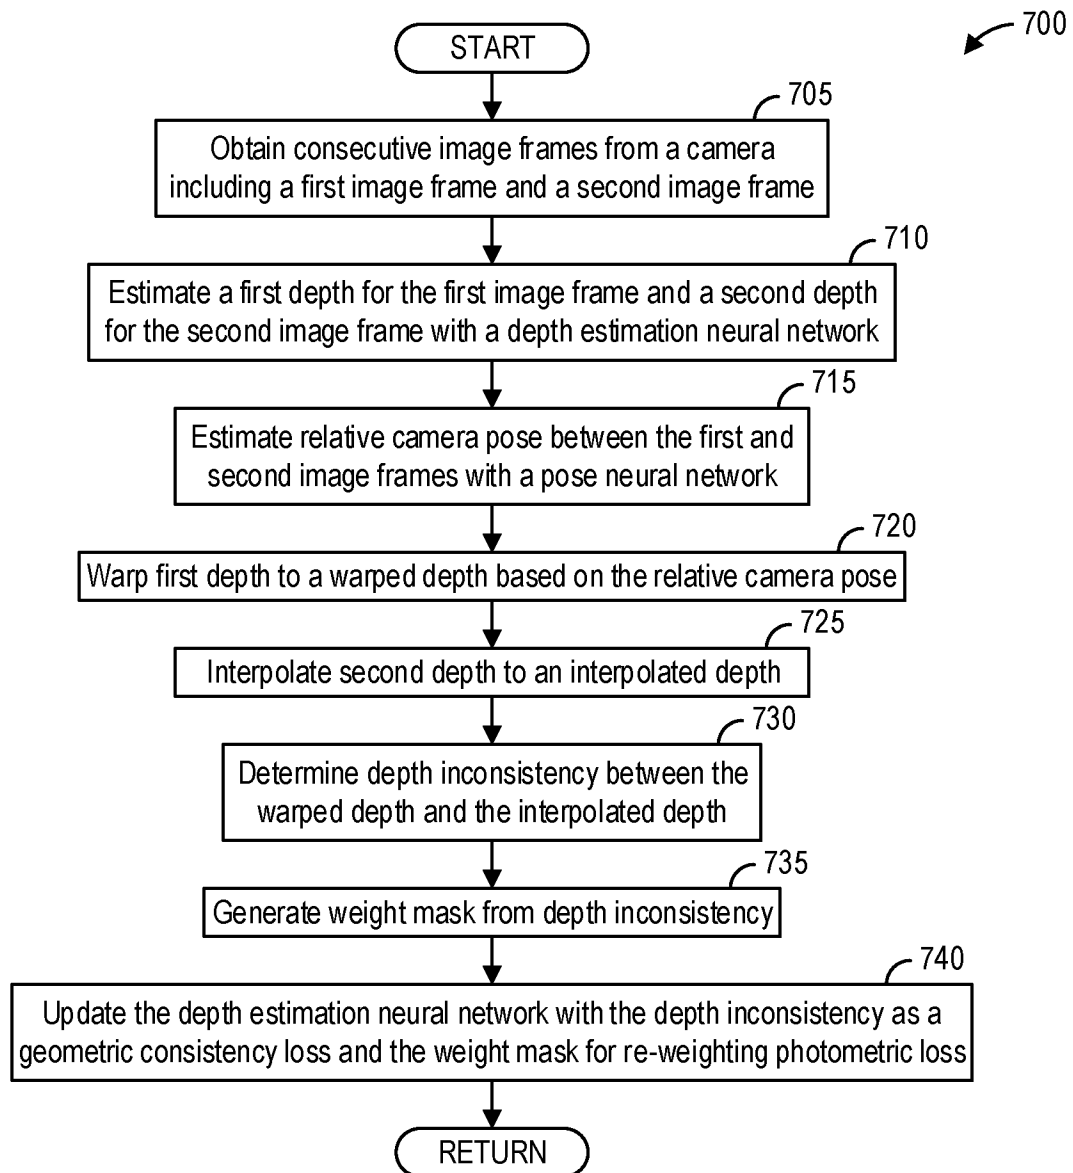 700
START
705
Obtain consecutive image frames from a camera
including a first image frame and a second image frame
710
Estimate a first depth for the first image frame and a second depth
for the second image frame with a depth estimation neural network
715
Estimate relative camera pose between the first and
second image frames with a pose neural network
720
Warp first depth to a warped depth based on the relative camera pose
725
Interpolate second depth to an interpolated depth
730
Determine depth inconsistency between the
warped depth and the interpolated depth
735
Generate weight mask from depth inconsistency
740
Update the depth estimation neural network with the depth inconsistency as a
geometric consistency loss and the weight mask for re-weighting photometric loss
RETURN